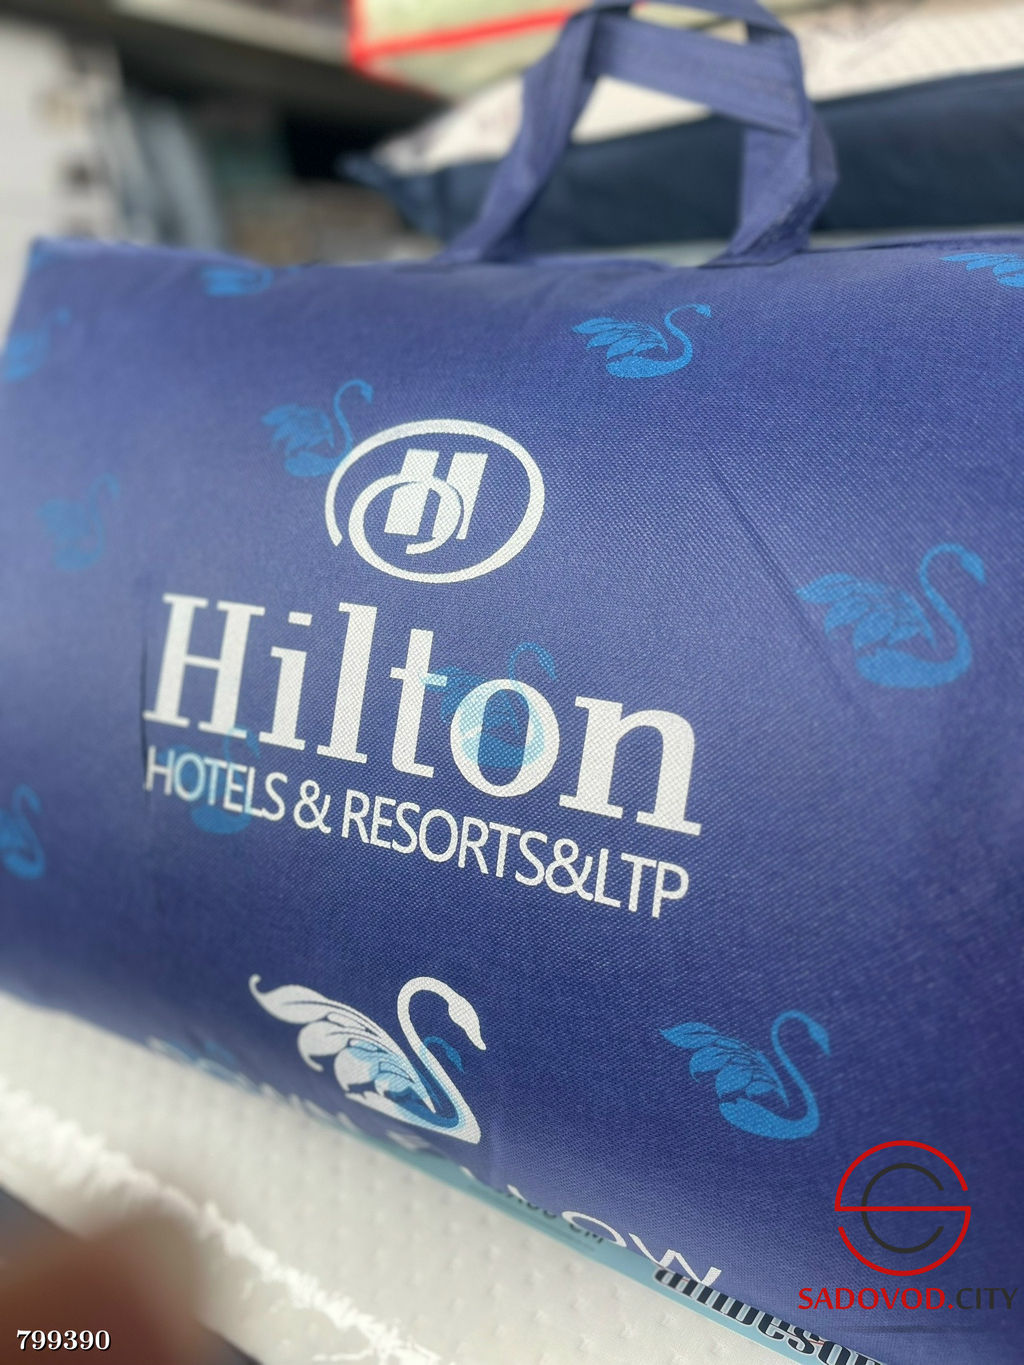 Hilton
HOTELS & RESORTS&LTP
SADOVOD.CITY
799390